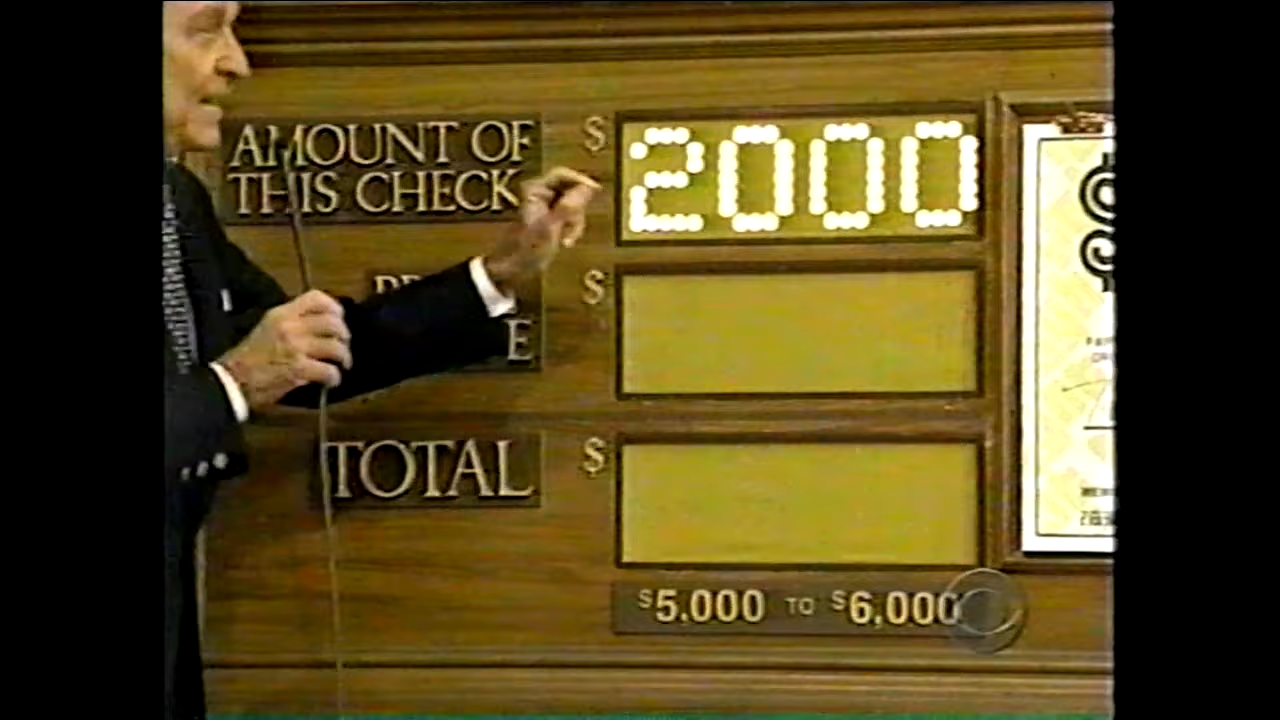 AMOUNT OF
THIS CHECK
$ 2000
$
E
TOTAL
$
$5.000 TO $6,000